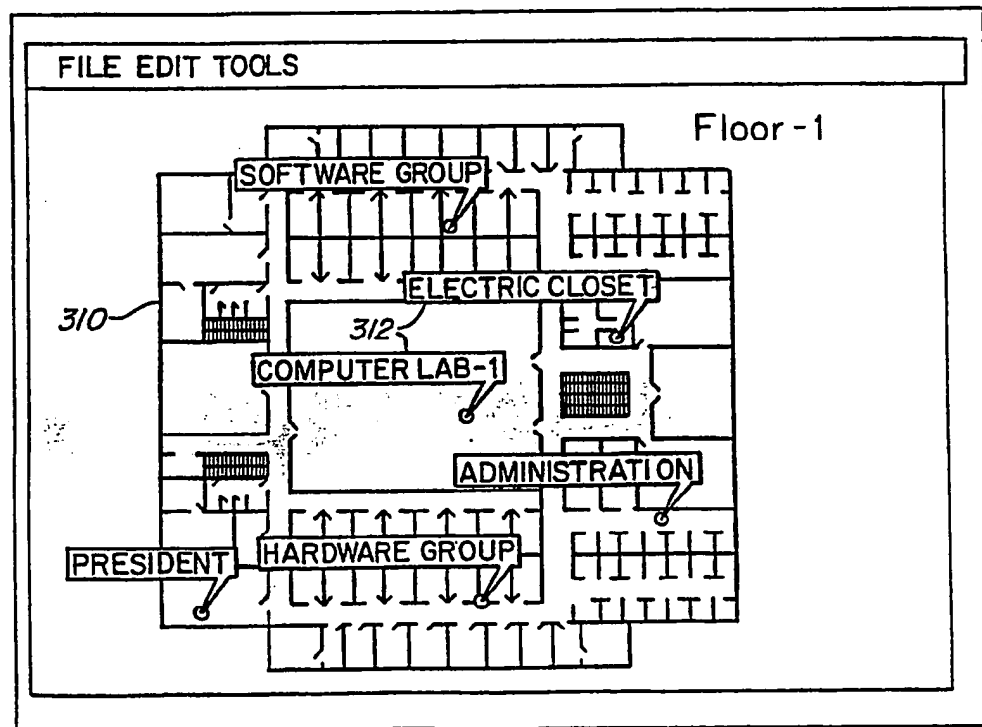 FILE EDIT TOOLS
Floor-1
SOFTWARE GROUP
ELECTRIC CLOSET
310
312
COMPUTER LAB-1
ADMINISTRATION
HARDWARE GROUP
PRESIDENT